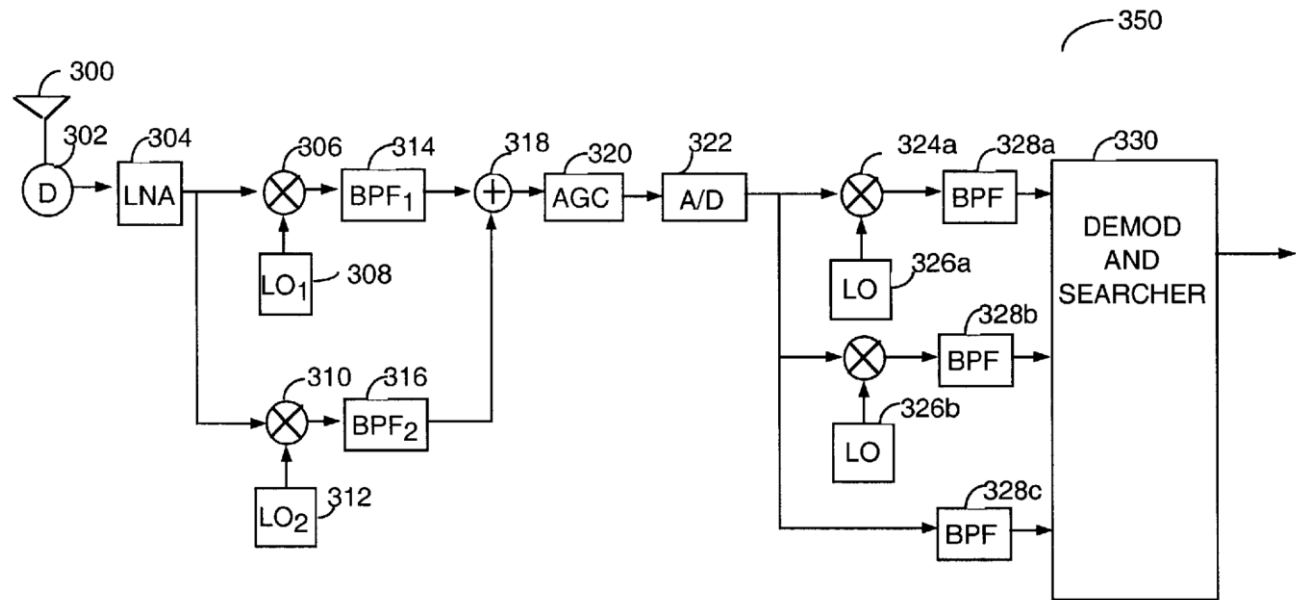 350
300
302
304
306
314
318
320
322
324a
328a
330
D
LNA
BPF1
+
AGC
A/D
BPF
DEMOD
AND
SEARCHER
LO1
308
LO
326a
328b
310
316
BPF
BPF2
326b
LO
328c
LO2
312
BPF